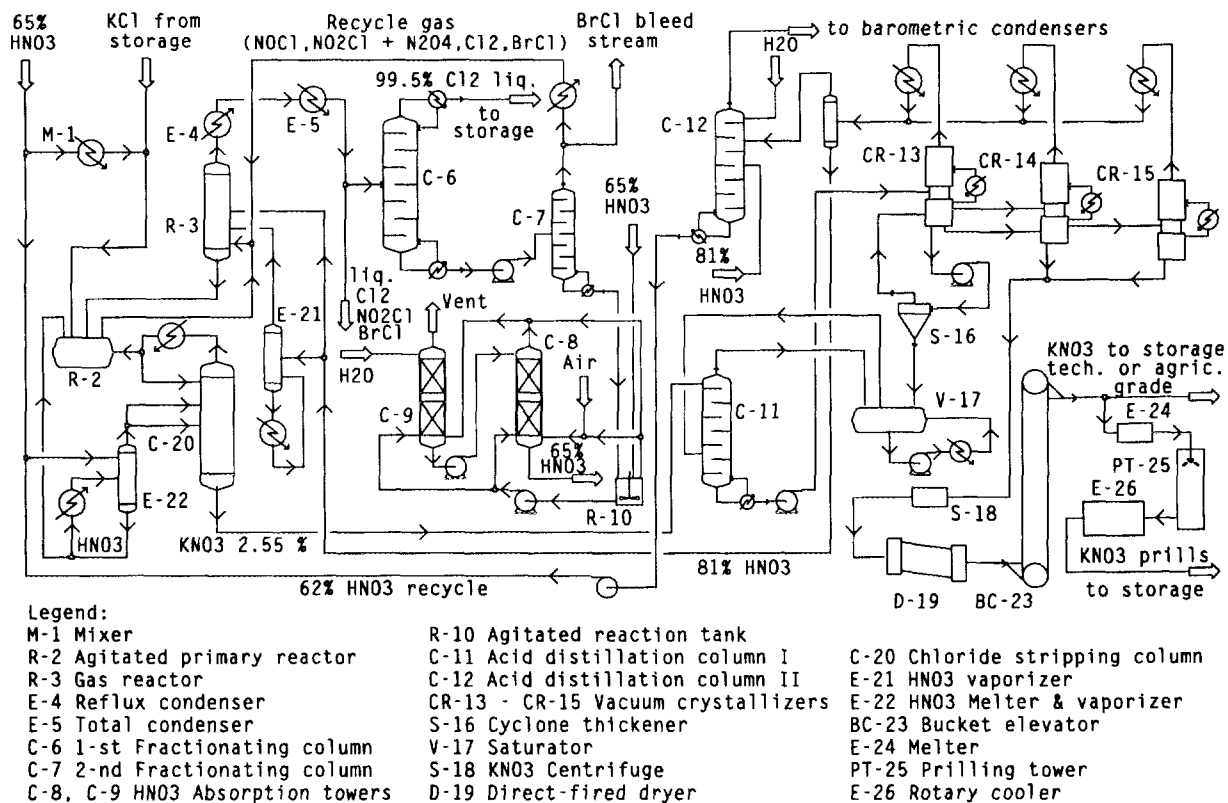 65%
HNO3
KCl from
storage
Recycle gas
(NOCl,NO2Cl + N2O4,Cl2,BrCl)
BrCl bleed
stream
H2O
to barometric condensers
99.5% Cl2 liq.
to
storage
M-1
E-4
E-5
C-6
C-7
R-3
65%
HNO3
C-12
CR-13
CR-14
CR-15
81%
HNO3
liq.
Cl2
NO2Cl
BrCl
Vent
E-21
H2O
C-8
Air
C-9
R-2
C-20
65%
HNO3
R-10
C-11
S-16
V-17
KNO3 to storage
tech. or agric.
grade
E-24
PT-25
E-26
S-18
E-22
HNO3
KNO3 2.55 %
62% HNO3 recycle
81% HNO3
D-19
BC-23
KNO3 prills
to storage
Legend:
M-1 Mixer
R-2 Agitated primary reactor
R-3 Gas reactor
E-4 Reflux condenser
E-5 Total condenser
C-6 1-st Fractionating column
C-7 2-nd Fractionating column
C-8, C-9 HNO3 Absorption towers
R-10 Agitated reaction tank
C-11 Acid distillation column I
C-12 Acid distillation column II
CR-13 - CR-15 Vacuum crystallizers
S-16 Cyclone thickener
V-17 Saturator
S-18 KNO3 Centrifuge
D-19 Direct-fired dryer
C-20 Chloride stripping column
E-21 HNO3 vaporizer
E-22 HNO3 Melter & vaporizer
BC-23 Bucket elevator
E-24 Melter
PT-25 Prilling tower
E-26 Rotary cooler